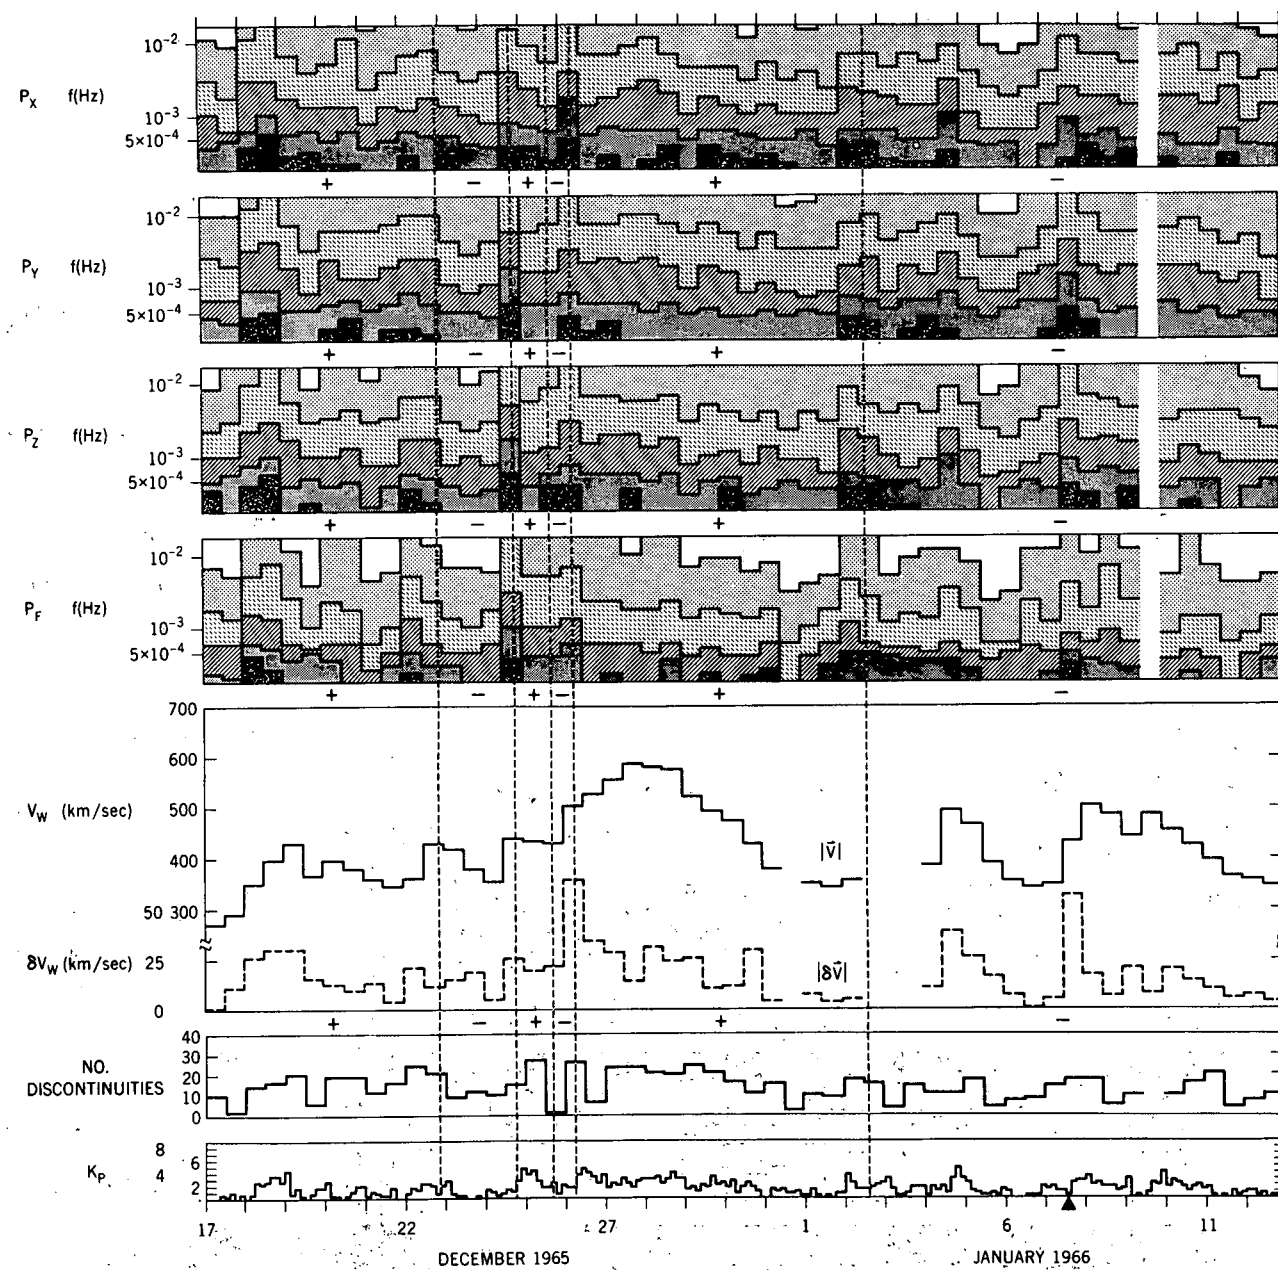 10⁻²
P_X f(Hz)
10⁻³
5×10⁻⁴
+ − + − + −
10⁻²
P_Y f(Hz)
10⁻³
5×10⁻⁴
+ − + − + −
10⁻²
P_Z f(Hz)
10⁻³
5×10⁻⁴
+ − + − + −
10⁻²
P_F f(Hz)
10⁻³
5×10⁻⁴
+ − + − + −
700
600
V_W (km/sec) 500
400 |V⃗|
50 300
δV_W (km/sec) 25 |δV⃗|
0
+ − + − + −
40
NO. 30
DISCONTINUITIES 20
10
0
8
6
K_P 4
2
17 22 27 1 6 11
DECEMBER 1965 JANUARY 1966